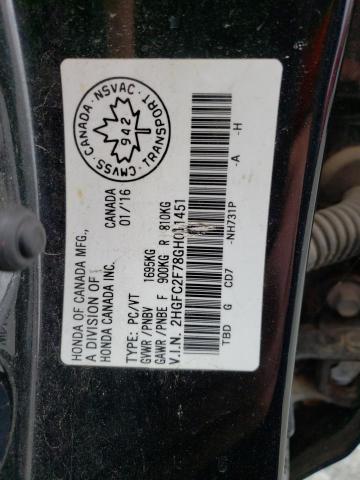 HONDA OF CANADA MFG.,
A DIVISION OF
HONDA CANADA INC.
CANADA
01/'16
TYPE: PC/VT
GVWR/PNBV 1695KG
GAWR/PNBE F 900KG R 810KG
V.I.N. 2HGFC2F78GH011451
TBD G CD7 -NH731P -A -H
CANADA · NSVAC · TRANSPORT · CMVSS ·
942